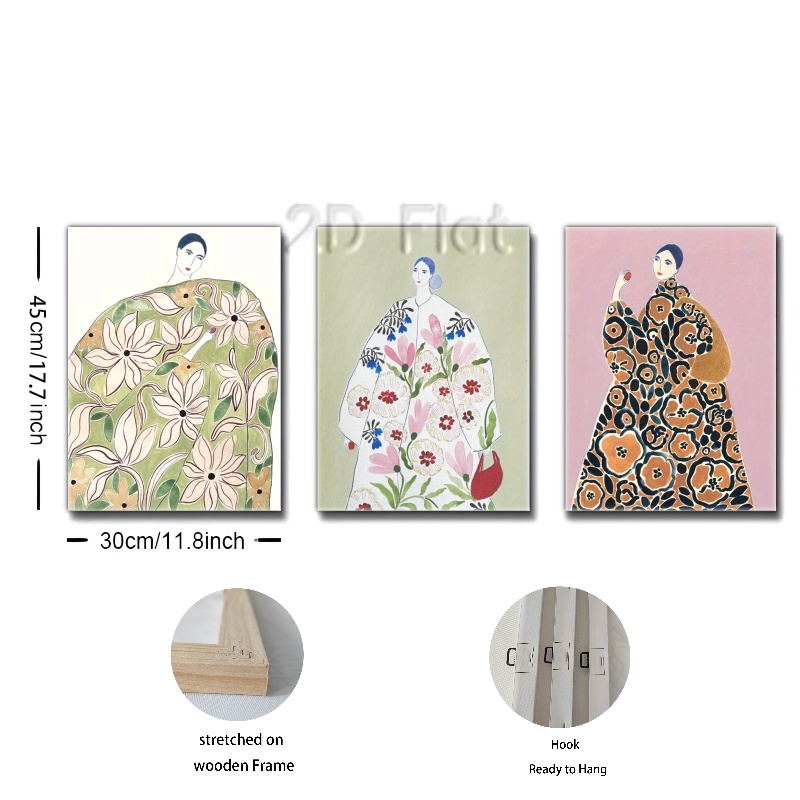 2D Flat
45cm/17.7inch
30cm/11.8inch
stretched on
wooden Frame
Hook
Ready to Hang